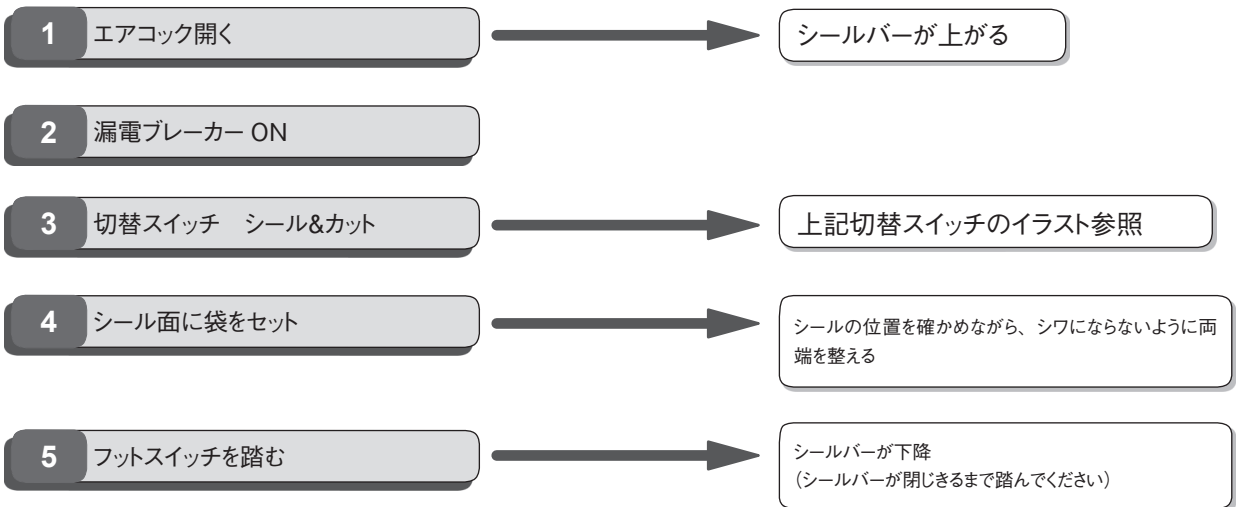 1 エアコック開く シールバーが上がる
2 漏電ブレーカー ON
3 切替スイッチ　シール&カット 上記切替スイッチのイラスト参照
4 シール面に袋をセット
シールの位置を確かめながら、シワにならないように両
端を整える
5 フットスイッチを踏む
シールバーが下降
（シールバーが閉じきるまで踏んでください）